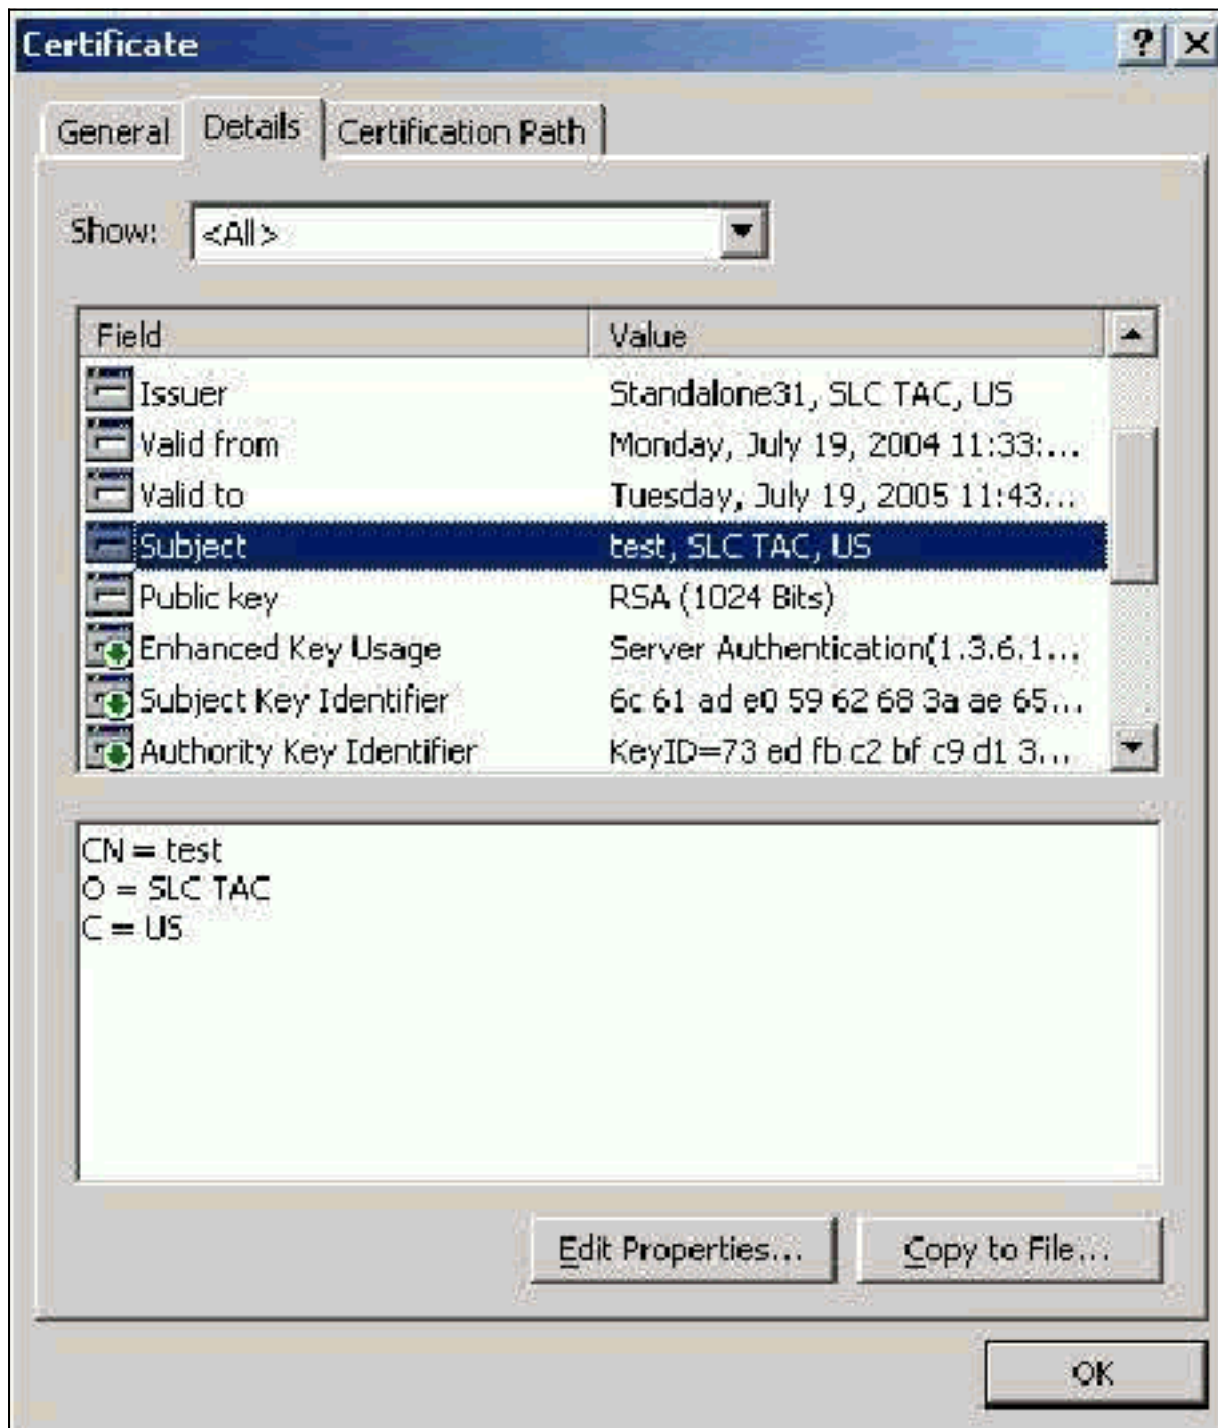 Certificate
General Details Certification Path
Show: <All>
Field Value
Issuer Standalone31, SLC TAC, US
Valid from Monday, July 19, 2004 11:33:...
Valid to Tuesday, July 19, 2005 11:43...
Subject test, SLC TAC, US
Public key RSA (1024 Bits)
Enhanced Key Usage Server Authentication(1.3.6.1...
Subject Key Identifier 6c 61 ad e0 59 62 68 3a ae 65...
Authority Key Identifier KeyID=73 ed fb c2 bf c9 d1 3...
CN = test
O = SLC TAC
C = US
Edit Properties... Copy to File...
OK